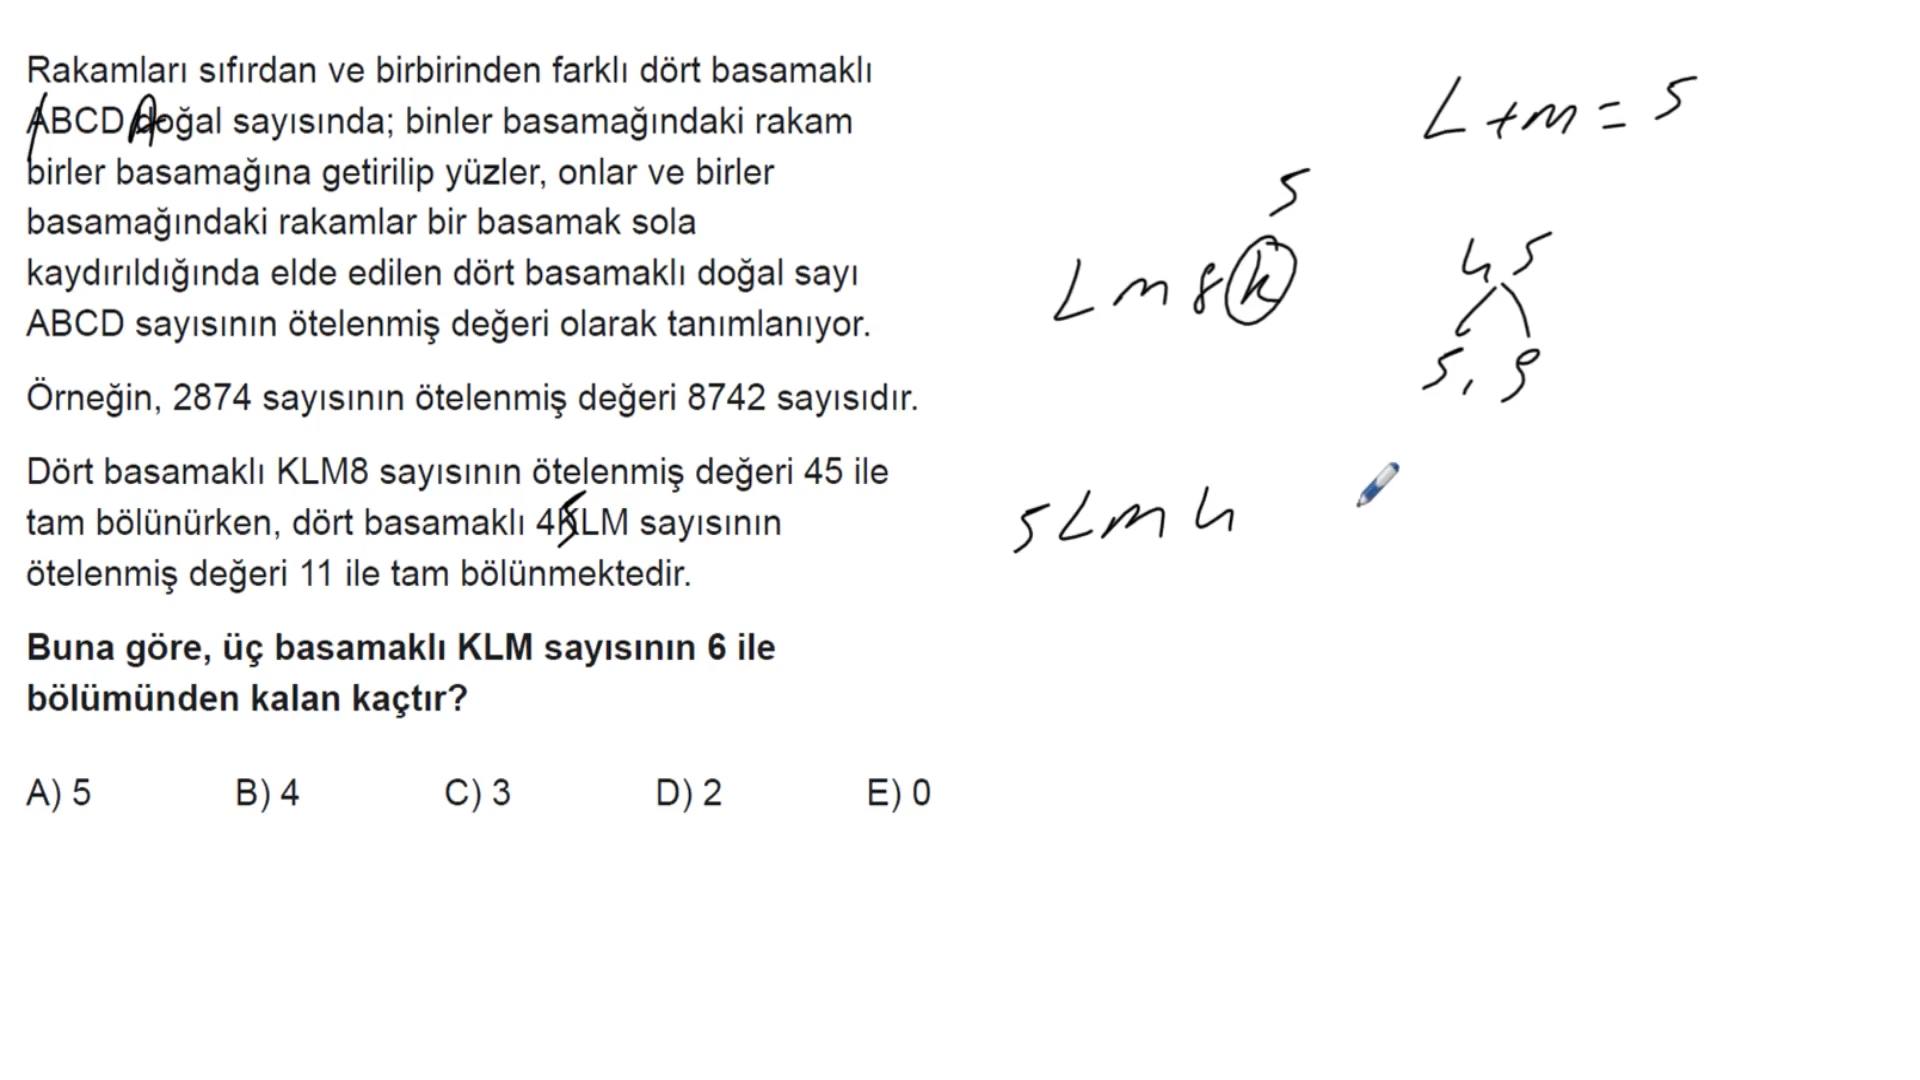 Rakamları sıfırdan ve birbirinden farklı dört basamaklı
ABCD A doğal sayısında; binler basamağındaki rakam
birler basamağına getirilip yüzler, onlar ve birler
basamağındaki rakamlar bir basamak sola
kaydırıldığında elde edilen dört basamaklı doğal sayı
ABCD sayısının ötelenmiş değeri olarak tanımlanıyor.
Örneğin, 2874 sayısının ötelenmiş değeri 8742 sayısıdır.
Dört basamaklı KLM8 sayısının ötelenmiş değeri 45 ile
tam bölünürken, dört basamaklı 4KLM sayısının
5
ötelenmiş değeri 11 ile tam bölünmektedir.
Buna göre, üç basamaklı KLM sayısının 6 ile
bölümünden kalan kaçtır?
A) 5 B) 4 C) 3 D) 2 E) 0
L+m=5
5
Lm8k
45
5, 9
5Lm4